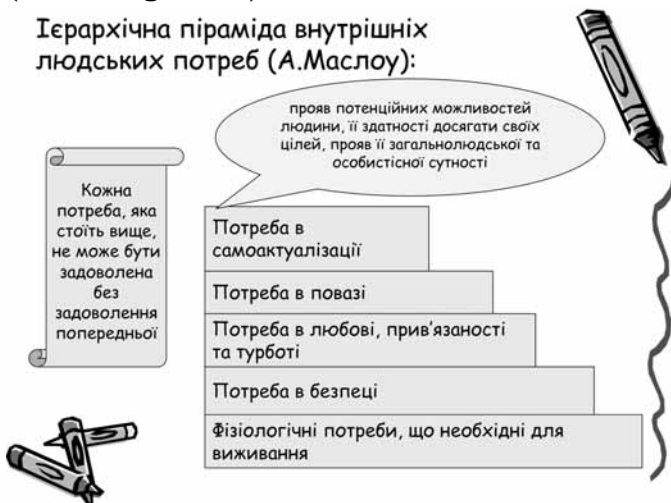 Ієрархічна піраміда внутрішніх
людських потреб (А.Маслоу):
прояв потенційних можливостей
людини, її здатності досягати своїх
цілей, прояв її загальнолюдської та
особистісної сутності
Кожна
потреба, яка
стоїть вище,
не може бути
задоволена
без
задоволення
попередньої
Потреба в
самоактуалізації
Потреба в повазі
Потреба в любові, прив’язаності
та турботі
Потреба в безпеці
Фізіологічні потреби, що необхідні для
виживання